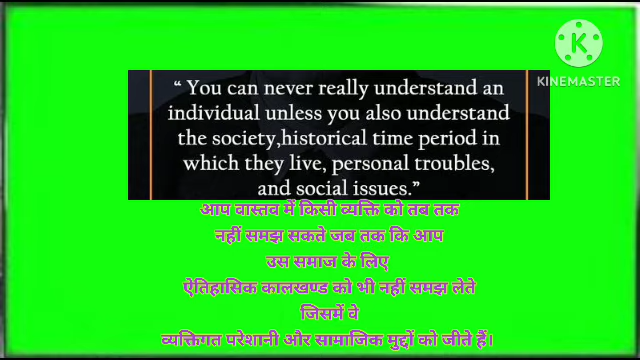 KINEMASTER
“ You can never really understand an
individual unless you also understand
the society,historical time period in
which they live, personal troubles,
and social issues.”
आप वास्तव में किसी व्यक्ति को तब तक
नहीं समझ सकते जब तक कि आप
उस समाज के लिए
ऐतिहासिक कालखण्ड को भी नहीं समझ लेते
जिसमें वे
व्यक्तिगत परेशानी और सामाजिक मुद्दों को जीते हैं।